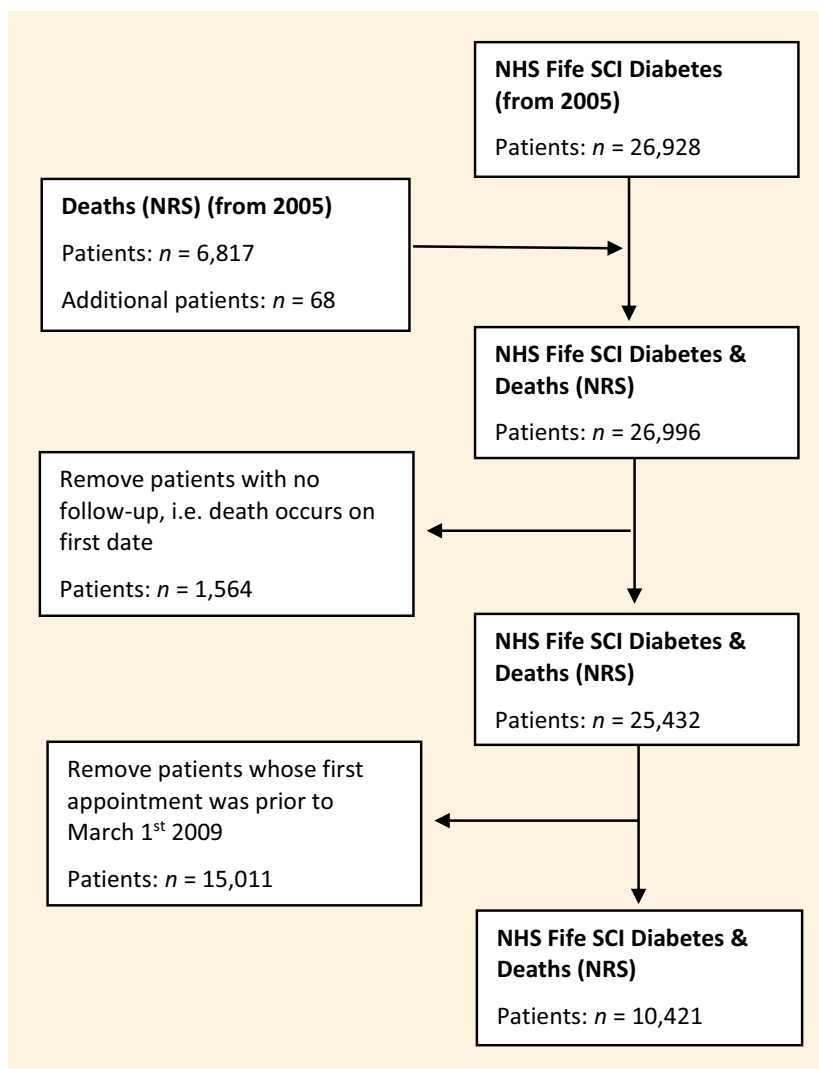 NHS Fife SCI Diabetes
(from 2005)
Patients: n = 26,928
Deaths (NRS) (from 2005)
Patients: n = 6,817
Additional patients: n = 68
NHS Fife SCI Diabetes &
Deaths (NRS)
Patients: n = 26,996
Remove patients with no
follow-up, i.e. death occurs on
first date
Patients: n = 1,564
NHS Fife SCI Diabetes &
Deaths (NRS)
Patients: n = 25,432
Remove patients whose first
appointment was prior to
March 1st 2009
Patients: n = 15,011
NHS Fife SCI Diabetes &
Deaths (NRS)
Patients: n = 10,421